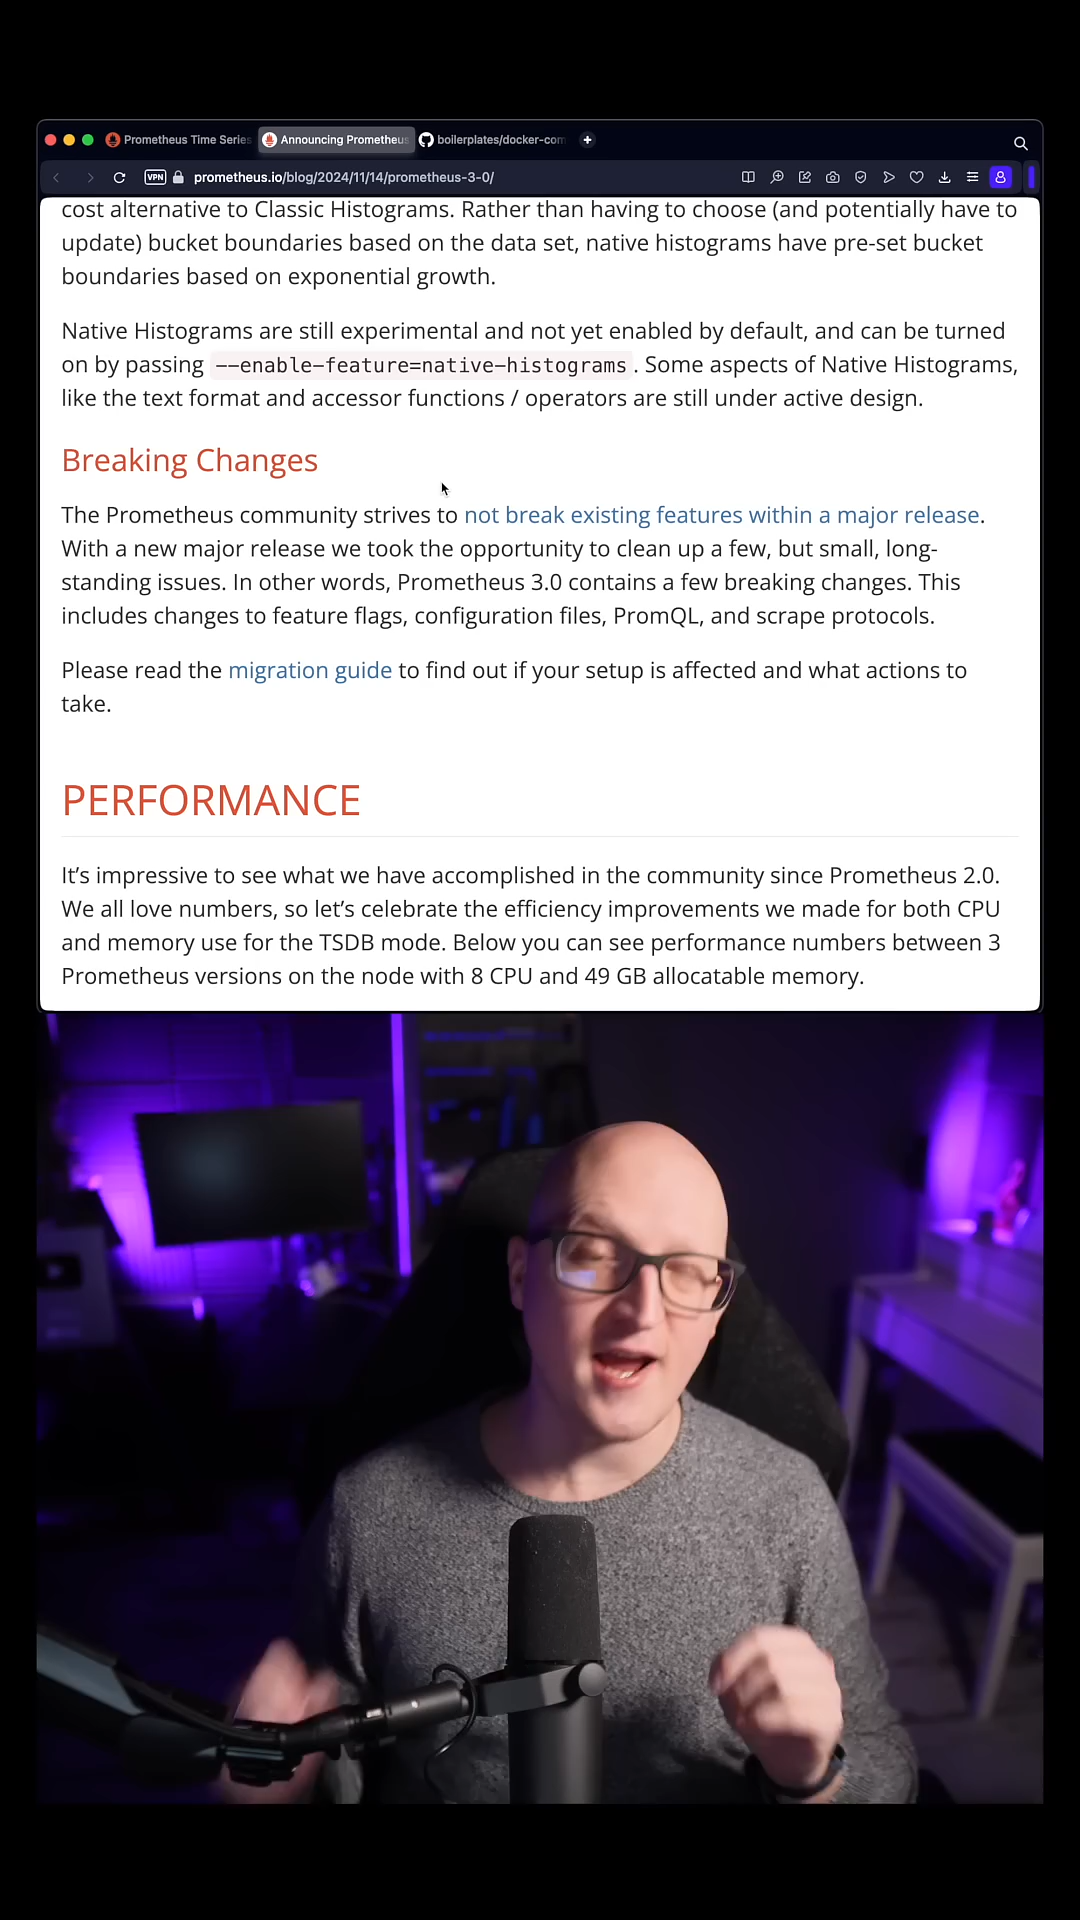 Prometheus Time Series
Announcing Prometheus
boilerplates/docker-com
VPN
prometheus.io/blog/2024/11/14/prometheus-3-0/
cost alternative to Classic Histograms. Rather than having to choose (and potentially have to
update) bucket boundaries based on the data set, native histograms have pre-set bucket
boundaries based on exponential growth.
Native Histograms are still experimental and not yet enabled by default, and can be turned
on by passing --enable-feature=native-histograms. Some aspects of Native Histograms,
like the text format and accessor functions / operators are still under active design.
Breaking Changes
The Prometheus community strives to not break existing features within a major release.
With a new major release we took the opportunity to clean up a few, but small, long-
standing issues. In other words, Prometheus 3.0 contains a few breaking changes. This
includes changes to feature flags, configuration files, PromQL, and scrape protocols.
Please read the migration guide to find out if your setup is affected and what actions to
take.
PERFORMANCE
It’s impressive to see what we have accomplished in the community since Prometheus 2.0.
We all love numbers, so let’s celebrate the efficiency improvements we made for both CPU
and memory use for the TSDB mode. Below you can see performance numbers between 3
Prometheus versions on the node with 8 CPU and 49 GB allocatable memory.